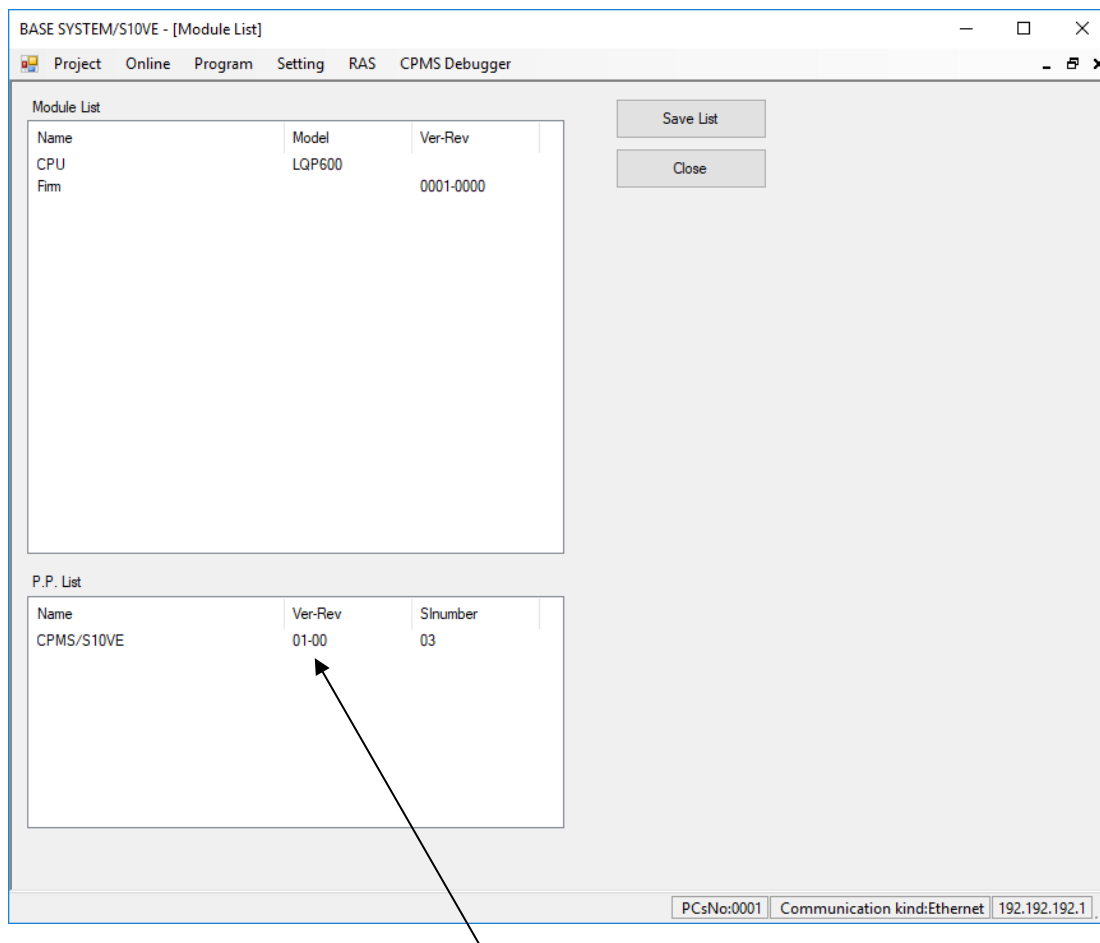 BASE SYSTEM/S10VE - [Module List]
Project Online Program Setting RAS CPMS Debugger
Module List
Save List
Name Model Ver-Rev
CPU LQP600
Close
Firm 0001-0000
P.P. List
Name Ver-Rev SInumber
CPMS/S10VE 01-00 03
PCsNo:0001 Communication kind:Ethernet 192.192.192.1